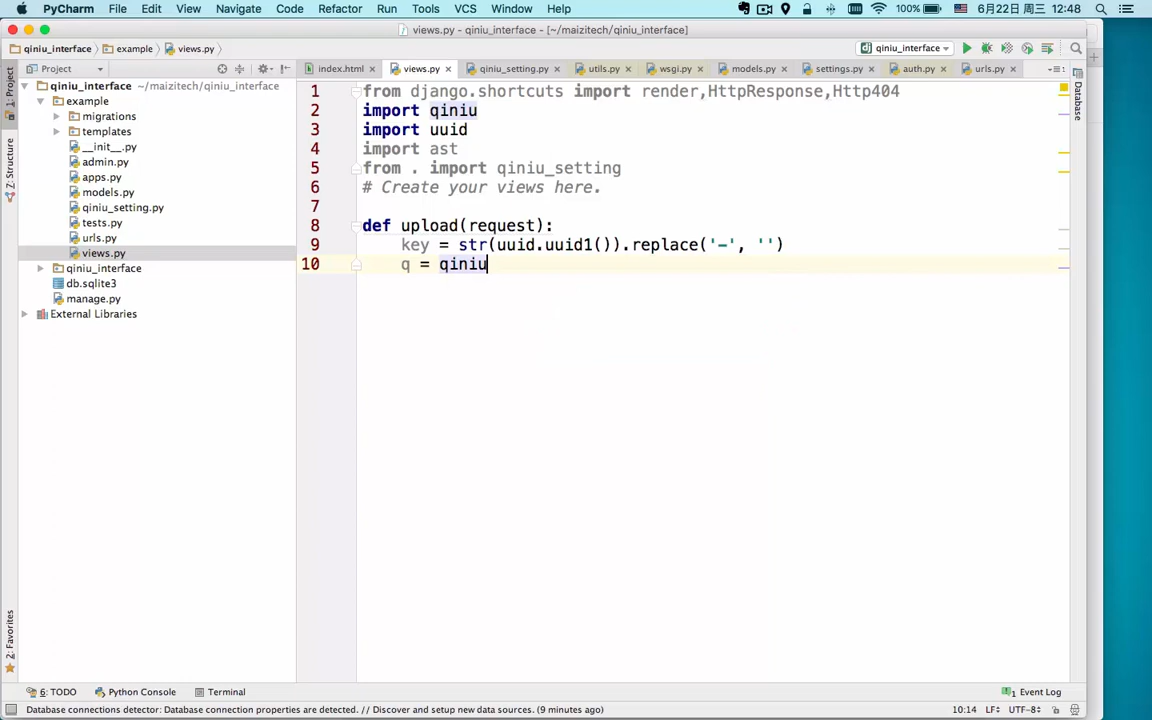 PyCharm File Edit View Navigate Code Refactor Run Tools VCS Window Help 100% 6月22日 周三 12:48
views.py - qiniu_interface - [~/maizitech/qiniu_interface]
qiniu_interface example views.py qiniu_interface
Project index.html views.py qiniu_setting.py utils.py wsgi.py models.py settings.py auth.py urls.py
qiniu_interface ~/maizitech/qiniu_interface
example
migrations
templates
__init__.py
admin.py
apps.py
models.py
qiniu_setting.py
tests.py
urls.py
views.py
qiniu_interface
db.sqlite3
manage.py
External Libraries
1 from django.shortcuts import render,HttpResponse,Http404
2 import qiniu
3 import uuid
4 import ast
5 from . import qiniu_setting
6 # Create your views here.
7
8 def upload(request):
9 key = str(uuid.uuid1()).replace('-', '')
10 q = qiniu
1: Project
Z: Structure
2: Favorites
Database
6: TODO Python Console Terminal 1 Event Log
Database connections detector: Database connection properties are detected. // Discover and setup new data sources. (9 minutes ago) 10:14 LF÷ UTF-8÷